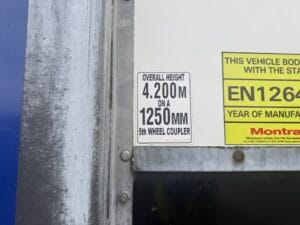 OVERALL HEIGHT
4.200M
ON A
1250MM
5th WHEEL COUPLER
THIS VEHICLE BOD
WITH THE STA
EN1264
YEAR OF MANUFA
Montra